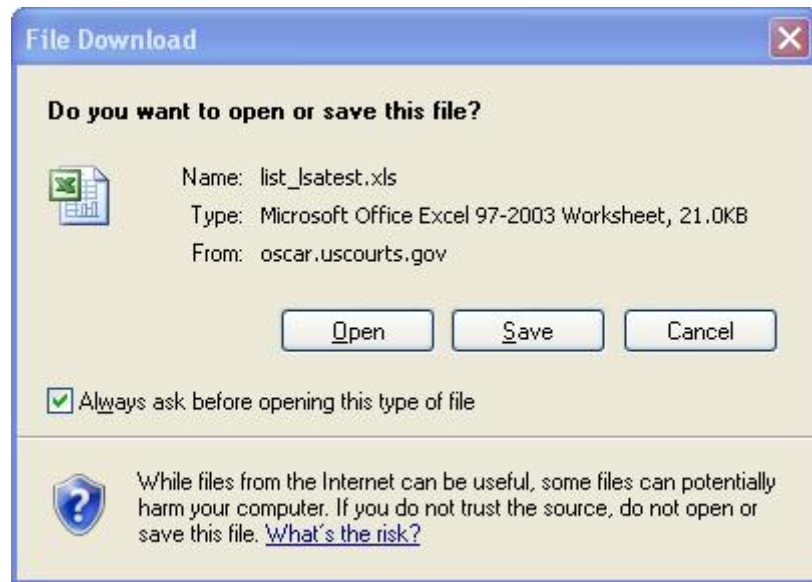 File Download
Do you want to open or save this file?
Name: list_lsatest.xls
Type: Microsoft Office Excel 97-2003 Worksheet, 21.0KB
From: oscar.uscourts.gov
Open Save Cancel
Always ask before opening this type of file
While files from the Internet can be useful, some files can potentially
harm your computer. If you do not trust the source, do not open or
save this file. What's the risk?